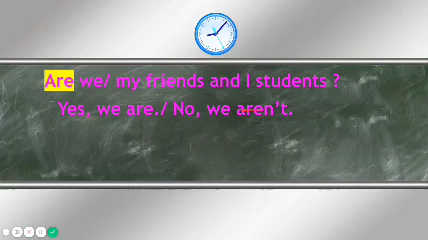 Are we/ my friends and I students ?
Yes, we are./ No, we aren't.